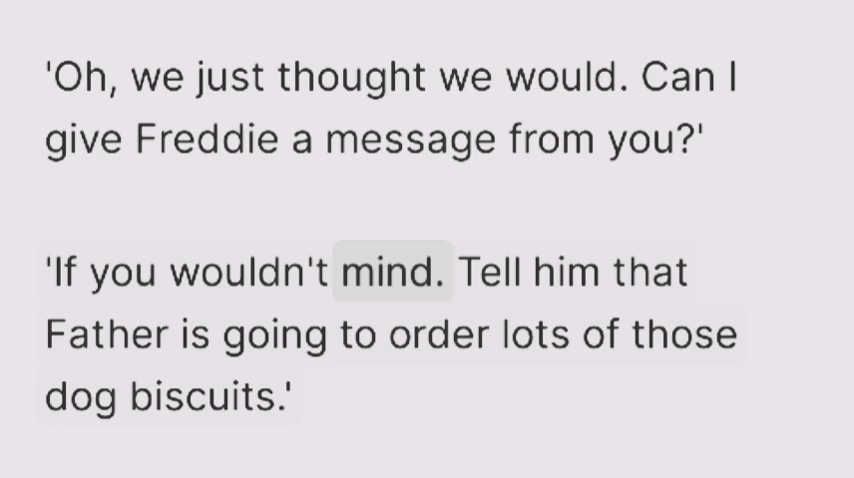 'Oh, we just thought we would. Can I
give Freddie a message from you?'
'If you wouldn't mind. Tell him that
Father is going to order lots of those
dog biscuits.'